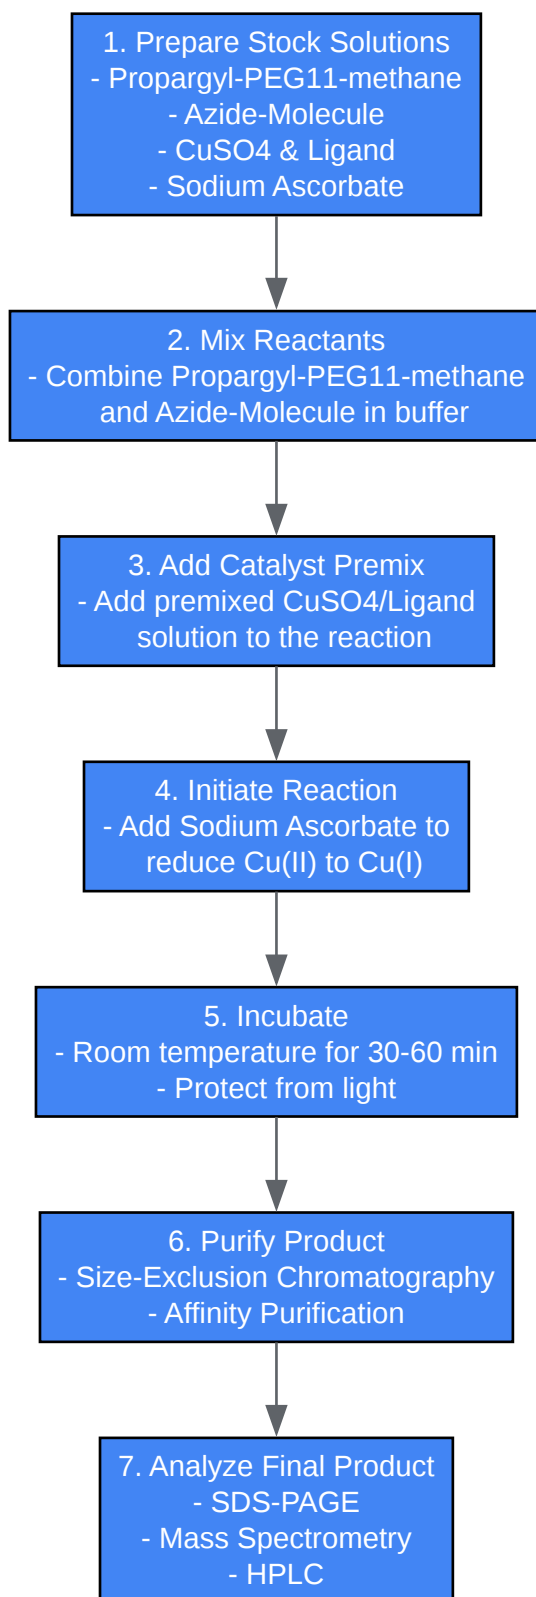 1. Prepare Stock Solutions
- Propargyl-PEG11-methane
- Azide-Molecule
- CuSO4 & Ligand
- Sodium Ascorbate
2. Mix Reactants
- Combine Propargyl-PEG11-methane
and Azide-Molecule in buffer
3. Add Catalyst Premix
- Add premixed CuSO4/Ligand
solution to the reaction
4. Initiate Reaction
- Add Sodium Ascorbate to
reduce Cu(II) to Cu(I)
5. Incubate
- Room temperature for 30-60 min
- Protect from light
6. Purify Product
- Size-Exclusion Chromatography
- Affinity Purification
7. Analyze Final Product
- SDS-PAGE
- Mass Spectrometry
- HPLC